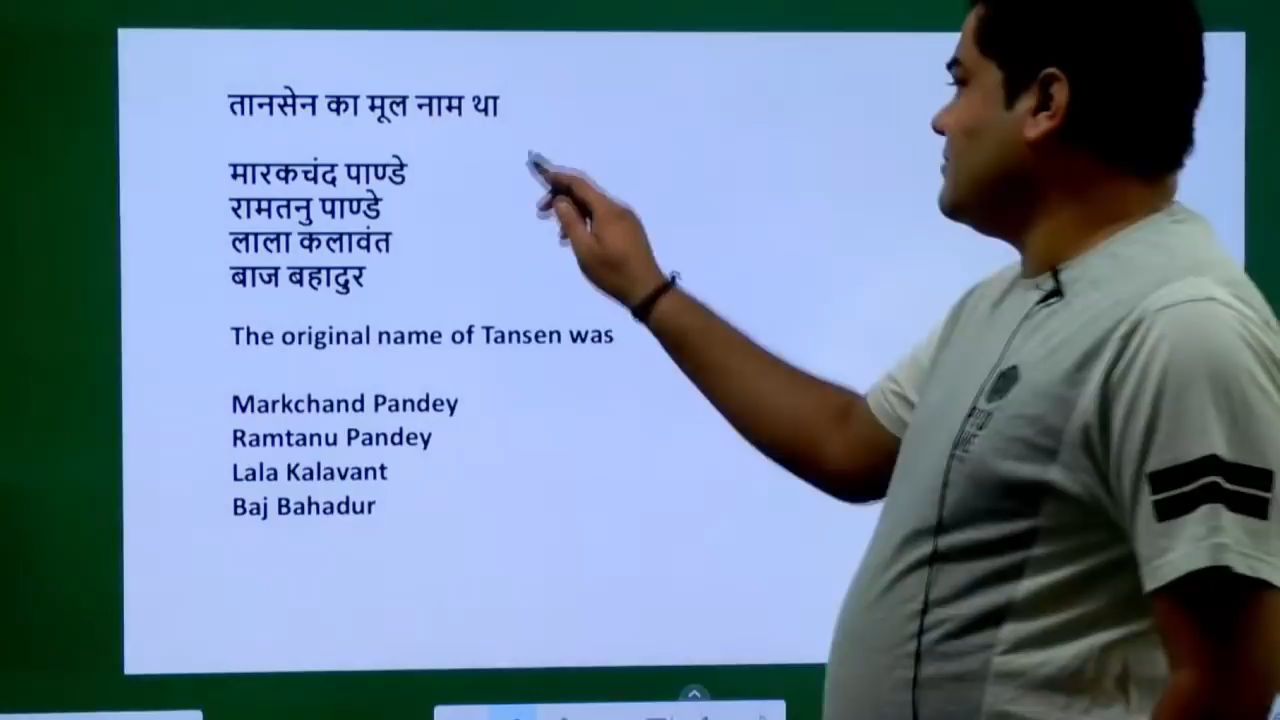 तानसेन का मूल नाम था
मारकचंद पाण्डे
रामतनु पाण्डे
लाला कलावंत
बाज बहादुर
The original name of Tansen was
Markchand Pandey
Ramtanu Pandey
Lala Kalavant
Baj Bahadur